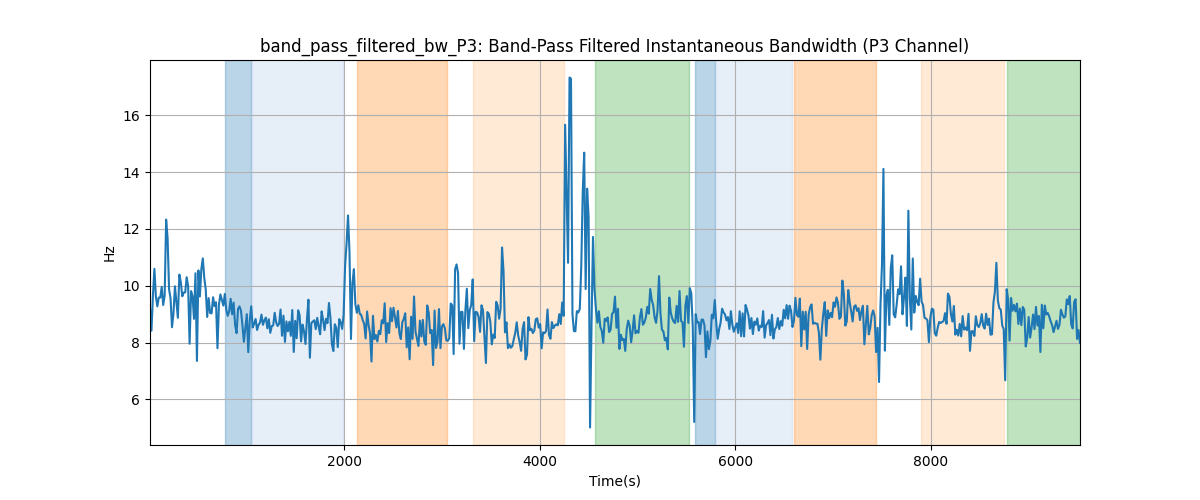 band_pass_filtered_bw_P3: Band-Pass Filtered Instantaneous Bandwidth (P3 Channel)
16
14
12
10
8
6
Hz
2000 4000 6000 8000
Time(s)